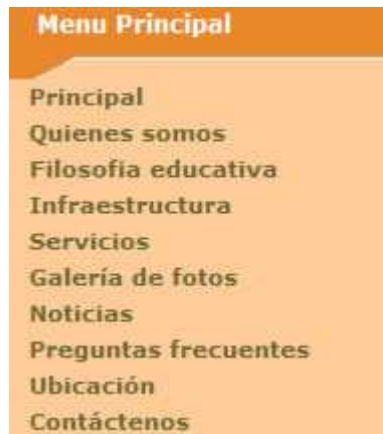 Menu Principal
Principal
Quienes somos
Filosofia educativa
Infraestructura
Servicios
Galería de fotos
Noticias
Preguntas frecuentes
Ubicación
Contáctenos